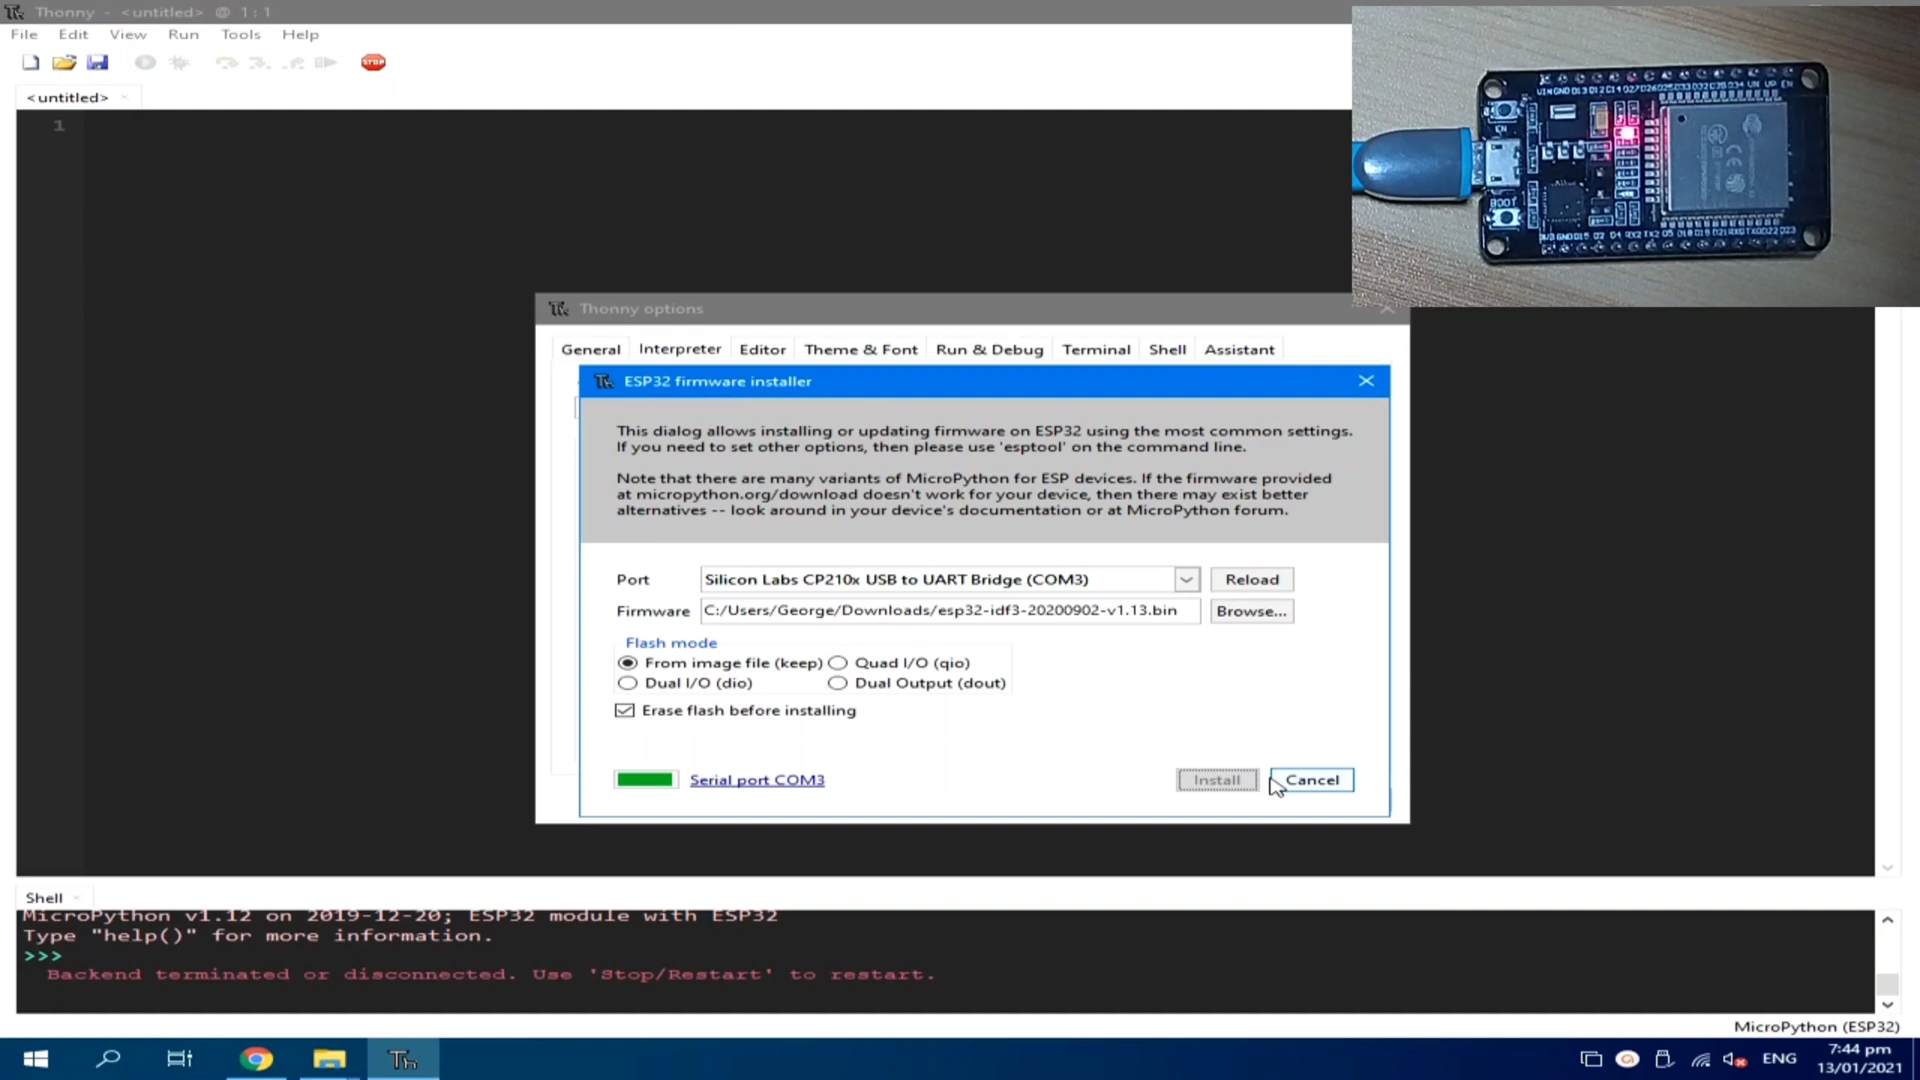 Thonny - <untitled> @ 1:1
File Edit View Run Tools Help
STOP
<untitled>
1
EN
BOOT
Thonny options
General Interpreter Editor Theme & Font Run & Debug Terminal Shell Assistant
ESP32 firmware installer
This dialog allows installing or updating firmware on ESP32 using the most common settings.
If you need to set other options, then please use 'esptool' on the command line.
Note that there are many variants of MicroPython for ESP devices. If the firmware provided
at micropython.org/download doesn't work for your device, then there may exist better
alternatives -- look around in your device's documentation or at MicroPython forum.
Port Silicon Labs CP210x USB to UART Bridge (COM3) Reload
Firmware C:/Users/George/Downloads/esp32-idf3-20200902-v1.13.bin Browse...
Flash mode
From image file (keep) Quad I/O (qio)
Dual I/O (dio) Dual Output (dout)
Erase flash before installing
Serial port COM3 Install Cancel
Shell
MicroPython v1.12 on 2019-12-20; ESP32 module with ESP32
Type "help()" for more information.
>>>
Backend terminated or disconnected. Use 'Stop/Restart' to restart.
MicroPython (ESP32)
ENG 7:44 pm
13/01/2021